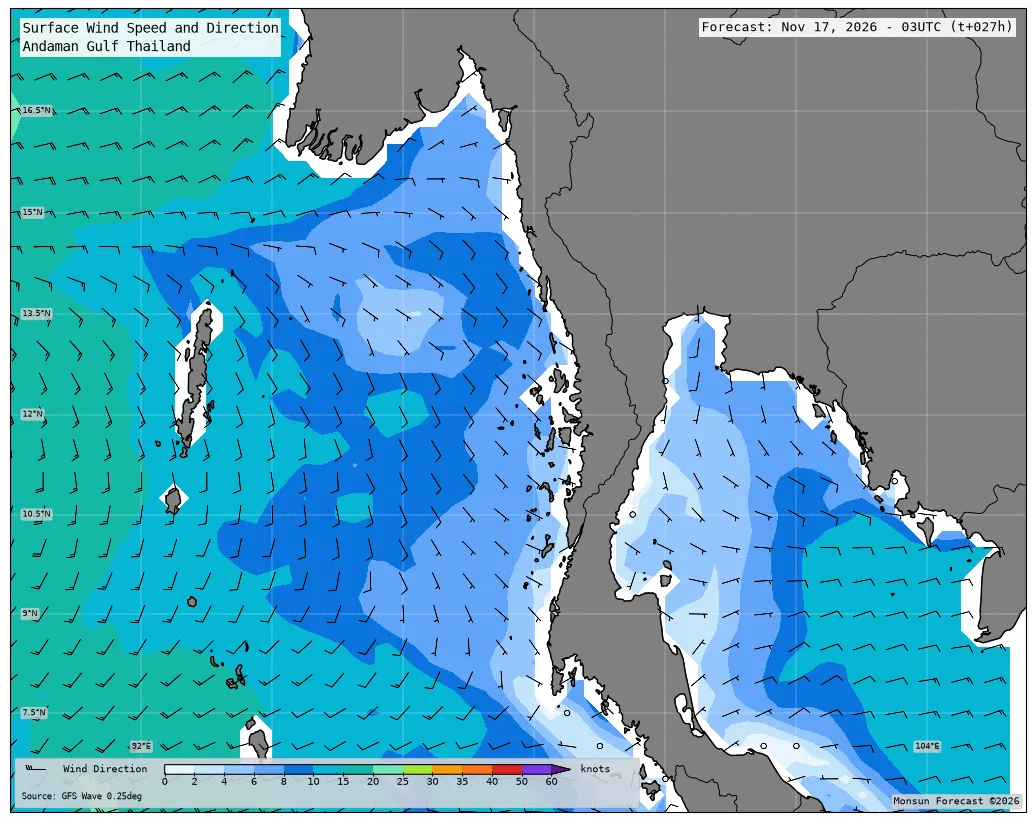 Surface Wind Speed and Direction
Andaman Gulf Thailand
Forecast: Nov 17, 2026 - 03UTC (t+027h)
16.5°N
15°N
13.5°N
12°N
10.5°N
9°N
7.5°N
92°E
104°E
Wind Direction
knots
0 2 4 6 8 10 15 20 25 30 40 50 60
Source: GFS Wave 0.25deg
Monsun Forecast ©2026